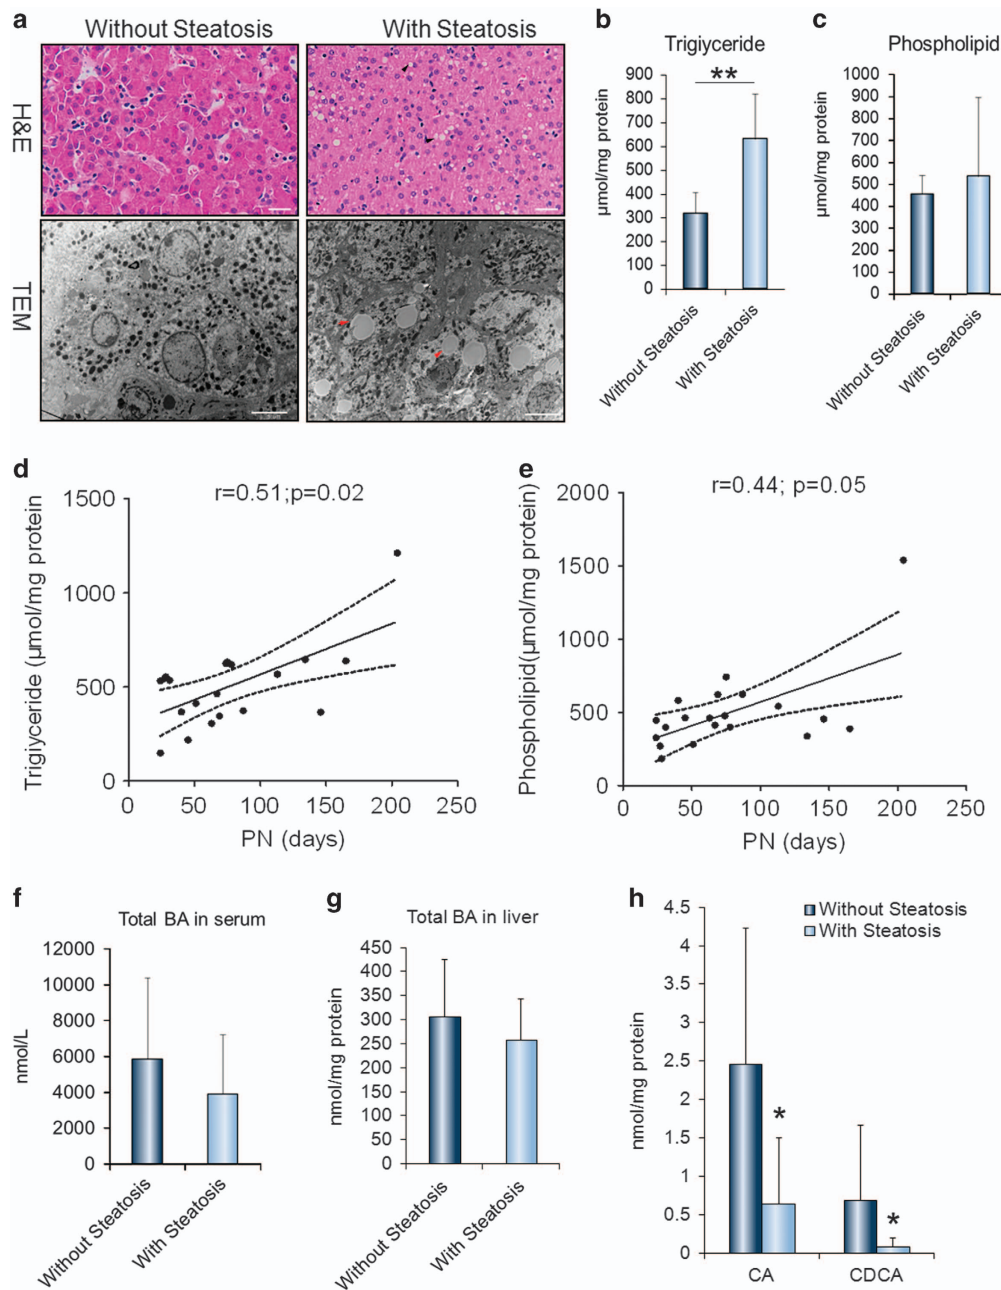 a
Without Steatosis
With Steatosis
H&E
TEM
b
Trigiyceride
**
900
800
700
600
500
400
300
200
100
0
µmol/mg protein
Without Steatosis
With Steatosis
c
Phospholipid
1000
900
800
700
600
500
400
300
200
100
0
µmol/mg protein
Without Steatosis
With Steatosis
d
r=0.51;p=0.02
Trigiyceride (µmol/mg protein
1500
1000
500
0
0 50 100 150 200 250
PN (days)
e
r=0.44; p=0.05
Phospholipid(µmol/mg protein)
2000
1500
1000
500
0
0 50 100 150 200 250
PN (days)
f
Total BA in serum
12000
10000
8000
6000
4000
2000
0
nmol/L
Without Steatosis
With Steatosis
g
Total BA in liver
450
400
350
300
250
200
150
100
50
0
nmol/mg protein
Without Steatosis
With Steatosis
h
Without Steatosis
With Steatosis
4.5
4
3.5
3
2.5
2
1.5
1
0.5
0
nmol/mg protein
*
*
CA
CDCA